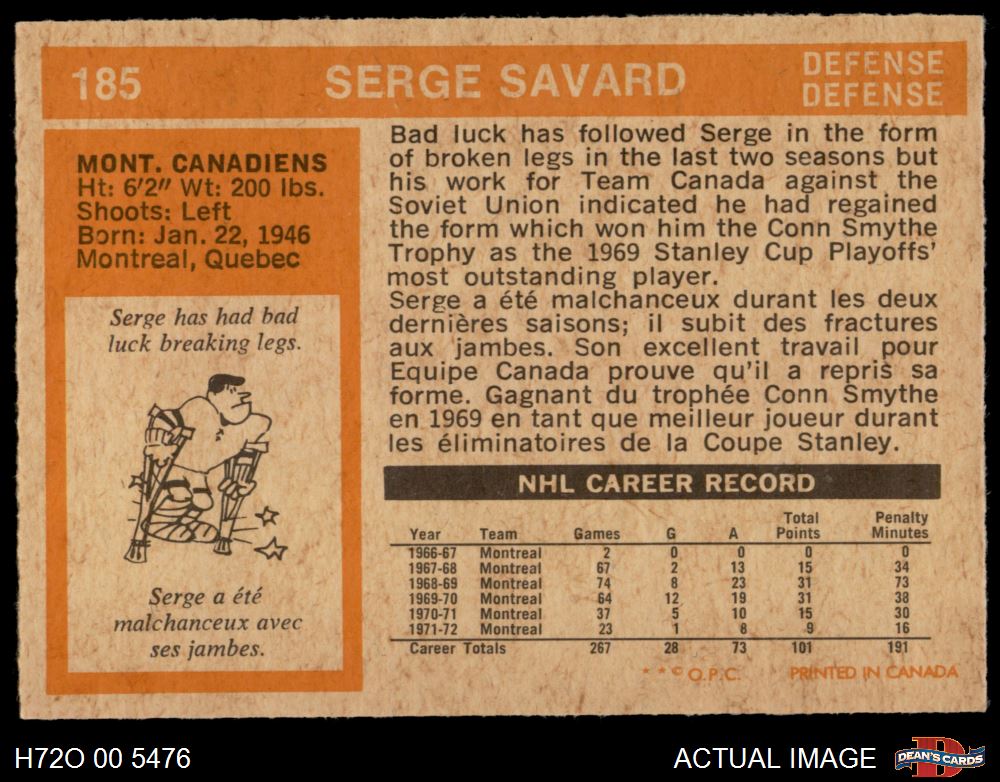 185 SERGE SAVARD DEFENSE
DEFENSE
MONT. CANADIENS
Ht: 6'2" Wt: 200 lbs.
Shoots: Left
Born: Jan. 22, 1946
Montreal, Quebec
Serge has had bad
luck breaking legs.
Serge a été
malchanceux avec
ses jambes.
Bad luck has followed Serge in the form
of broken legs in the last two seasons but
his work for Team Canada against the
Soviet Union indicated he had regained
the form which won him the Conn Smythe
Trophy as the 1969 Stanley Cup Playoffs'
most outstanding player.
Serge a été malchanceux durant les deux
dernières saisons; il subit des fractures
aux jambes. Son excellent travail pour
Equipe Canada prouve qu'il a repris sa
forme. Gagnant du trophée Conn Smythe
en 1969 en tant que meilleur joueur durant
les éliminatoires de la Coupe Stanley.
NHL CAREER RECORD
Year Team Games G A Total Points Penalty Minutes
1966-67 Montreal 2 0 0 0 0
1967-68 Montreal 67 2 13 15 34
1968-69 Montreal 74 8 23 31 73
1969-70 Montreal 64 12 19 31 38
1970-71 Montreal 37 5 10 15 30
1971-72 Montreal 23 1 8 9 16
Career Totals 267 28 73 101 191
* * © O.P.C. PRINTED IN CANADA
H72O 00 5476 ACTUAL IMAGE D DEAN'S CARDS